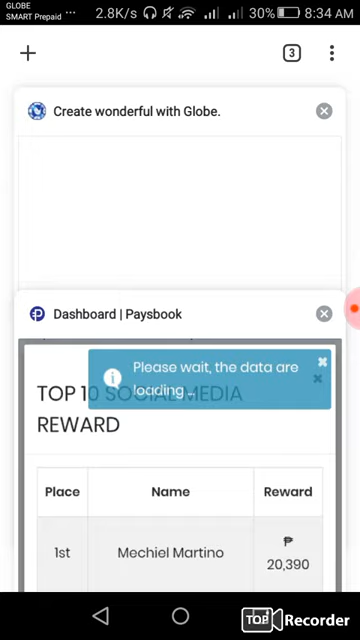 GLOBE
SMART Prepaid ... 2.8K/s 30% 8:34 AM
3
Create wonderful with Globe.
Dashboard | Paysbook
Please wait, the data are
loading ...
TOP 10 SOCIAL MEDIA
REWARD
Place Name Reward
1st Mechiel Martino ₱
20,390
TOP Recorder